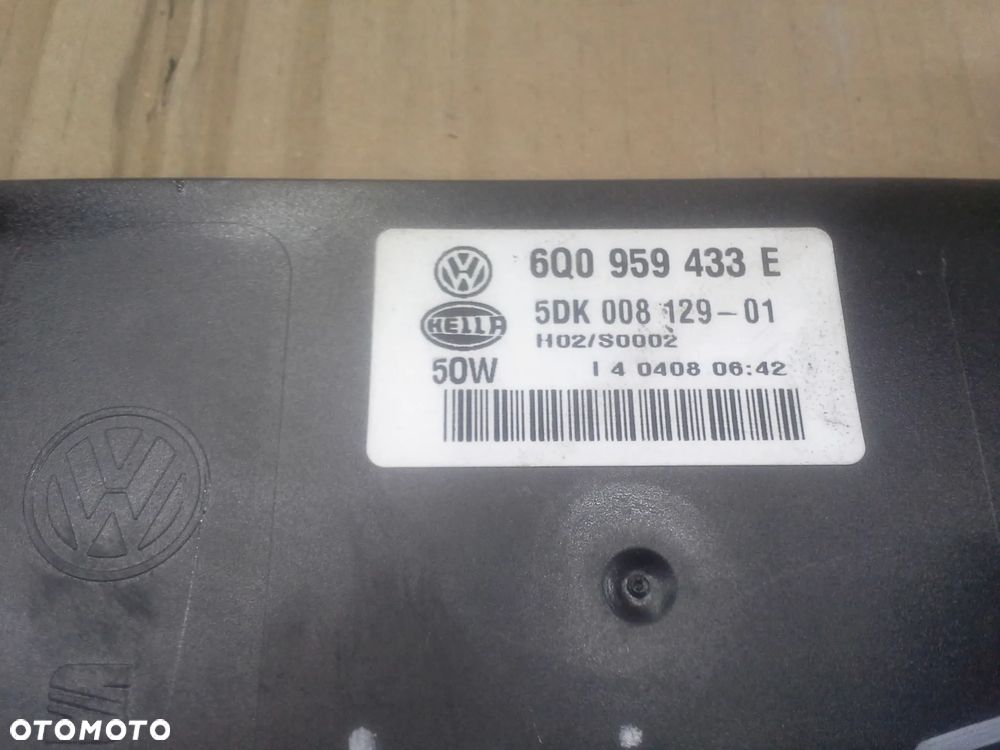 6Q0 959 433 E
HELLA
5DK 008 129-01
H02/S0002
50W
I 4 0408 06:42
OTOMOTO